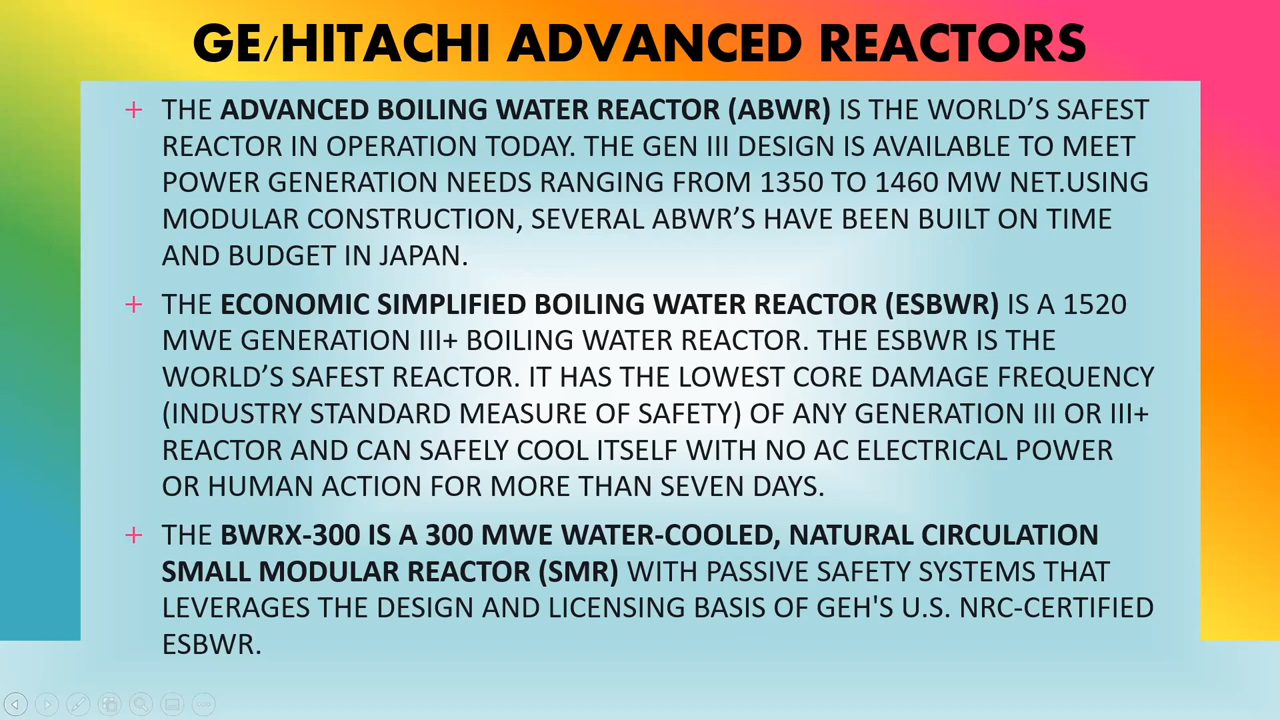 GE/HITACHI ADVANCED REACTORS
+ THE ADVANCED BOILING WATER REACTOR (ABWR) IS THE WORLD’S SAFEST
REACTOR IN OPERATION TODAY. THE GEN III DESIGN IS AVAILABLE TO MEET
POWER GENERATION NEEDS RANGING FROM 1350 TO 1460 MW NET.USING
MODULAR CONSTRUCTION, SEVERAL ABWR’S HAVE BEEN BUILT ON TIME
AND BUDGET IN JAPAN.
+ THE ECONOMIC SIMPLIFIED BOILING WATER REACTOR (ESBWR) IS A 1520
MWE GENERATION III+ BOILING WATER REACTOR. THE ESBWR IS THE
WORLD’S SAFEST REACTOR. IT HAS THE LOWEST CORE DAMAGE FREQUENCY
(INDUSTRY STANDARD MEASURE OF SAFETY) OF ANY GENERATION III OR III+
REACTOR AND CAN SAFELY COOL ITSELF WITH NO AC ELECTRICAL POWER
OR HUMAN ACTION FOR MORE THAN SEVEN DAYS.
+ THE BWRX-300 IS A 300 MWE WATER-COOLED, NATURAL CIRCULATION
SMALL MODULAR REACTOR (SMR) WITH PASSIVE SAFETY SYSTEMS THAT
LEVERAGES THE DESIGN AND LICENSING BASIS OF GEH'S U.S. NRC-CERTIFIED
ESBWR.